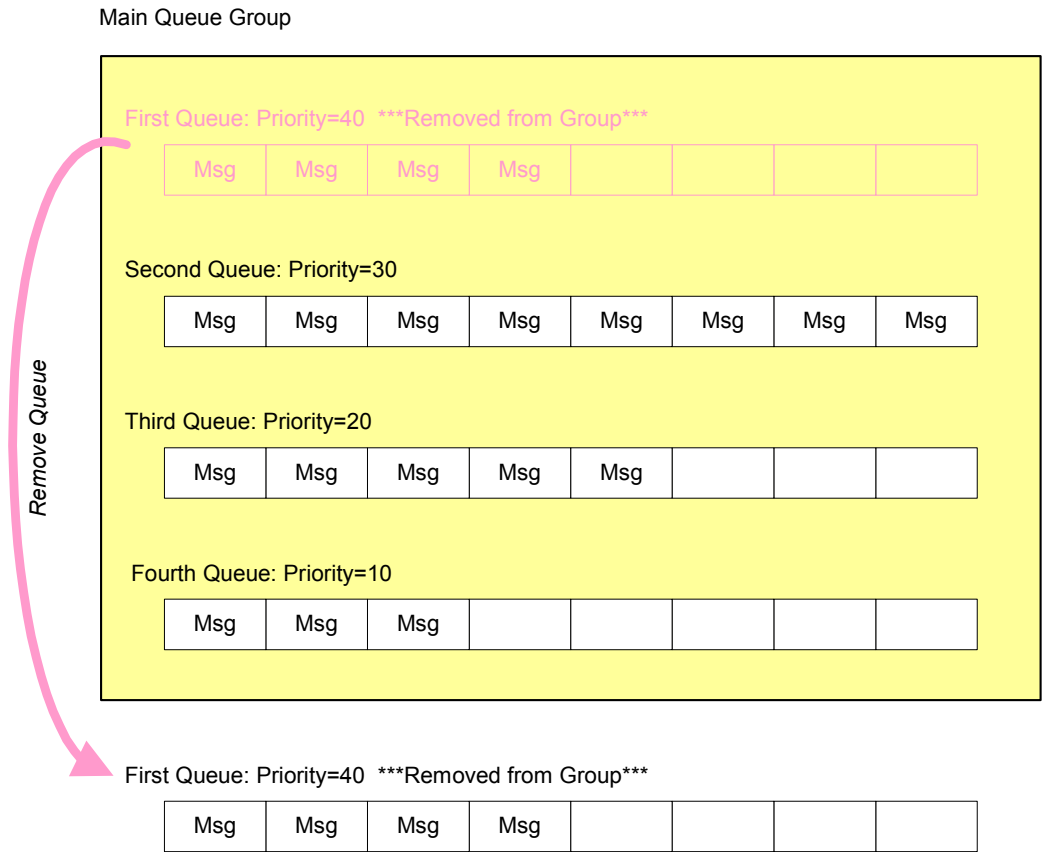 Main Queue Group
First Queue: Priority=40 ***Removed from Group***
Msg Msg Msg Msg
Second Queue: Priority=30
Msg Msg Msg Msg Msg Msg Msg Msg
Remove Queue
Third Queue: Priority=20
Msg Msg Msg Msg Msg
Fourth Queue: Priority=10
Msg Msg Msg
First Queue: Priority=40 ***Removed from Group***
Msg Msg Msg Msg